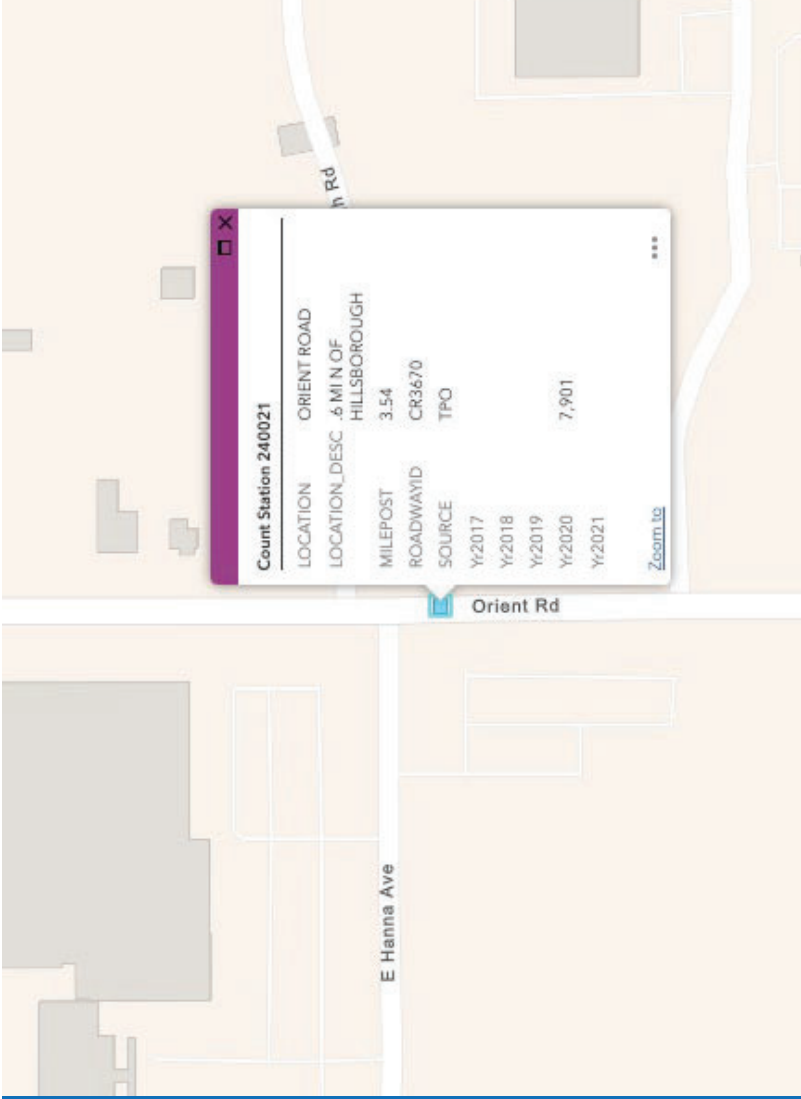 Count Station 240021
LOCATION ORIENT ROAD
LOCATION_DESC .6 MI N OF
HILLSBOROUGH
MILEPOST 3.54
ROADWAYID CR3670
SOURCE TPO
Yr2017
Yr2018
Yr2019
Yr2020 7,901
Yr2021
Zoom to
h Rd
Orient Rd
E Hanna Ave